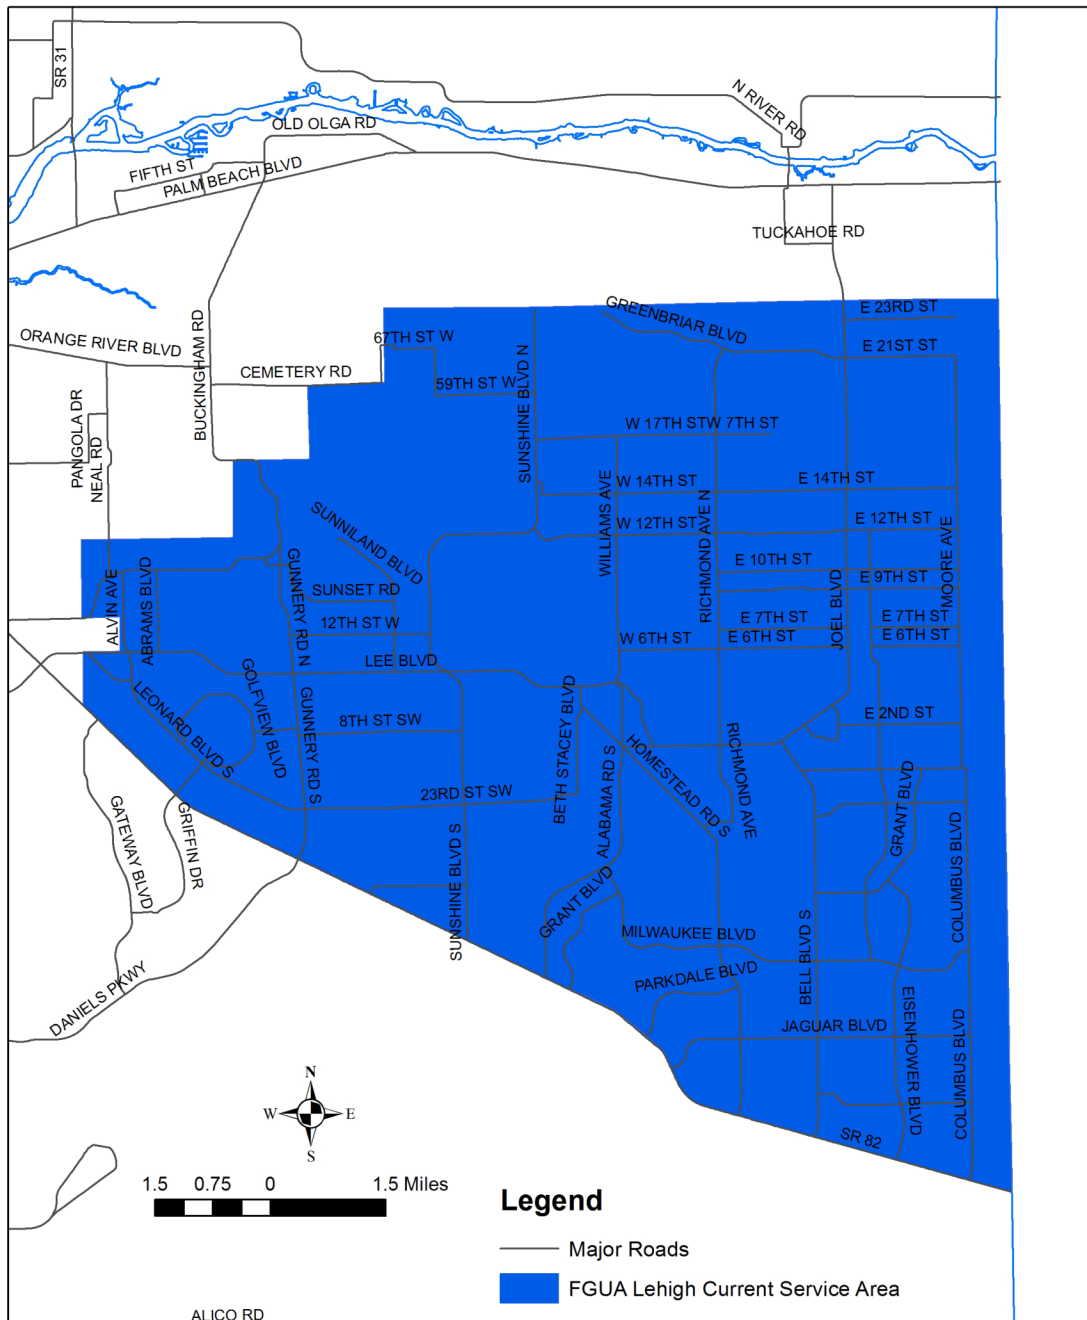 SR 31
N RIVER RD
OLD OLGA RD
FIFTH ST
PALM BEACH BLVD
TUCKAHOE RD
GREENBRIAR BLVD
E 23RD ST
ORANGE RIVER BLVD
BUCKINGHAM RD
67TH ST W
E 21ST ST
CEMETERY RD
59TH ST W
SUNSHINE BLVD N
PANGOLA DR
NEAL RD
W 17TH ST
W 7TH ST
WILLIAMS AVE
W 14TH ST
E 14TH ST
RICHMOND AVE N
SUNNILAND BLVD
W 12TH ST
E 12TH ST
MOORE AVE
GUNNERY RD N
E 10TH ST
E 9TH ST
ALVIN AVE
ABRAMS BLVD
SUNSET RD
JOEL BLVD
12TH ST W
E 7TH ST
E 7TH ST
W 6TH ST
E 6TH ST
E 6TH ST
LEE BLVD
GOLFVIEW BLVD
LEONARD BLVD S
8TH ST SW
BETH STACEY BLVD
E 2ND ST
GUNNERY RD S
HOMESTEAD RD S
RICHMOND AVE
ALABAMA RD S
23RD ST SW
GRANT BLVD
GATEWAY BLVD
GRIFFIN DR
SUNSHINE BLVD S
GRANT BLVD
COLUMBUS BLVD
MILWAUKEE BLVD
BELL BLVD S
PARKDALE BLVD
DANIELS PKWY
JAGUAR BLVD
EISENHOWER BLVD
COLUMBUS BLVD
SR 82
N
W E
S
1.5 0.75 0 1.5 Miles
Legend
Major Roads
FGUA Lehigh Current Service Area
ALICO RD